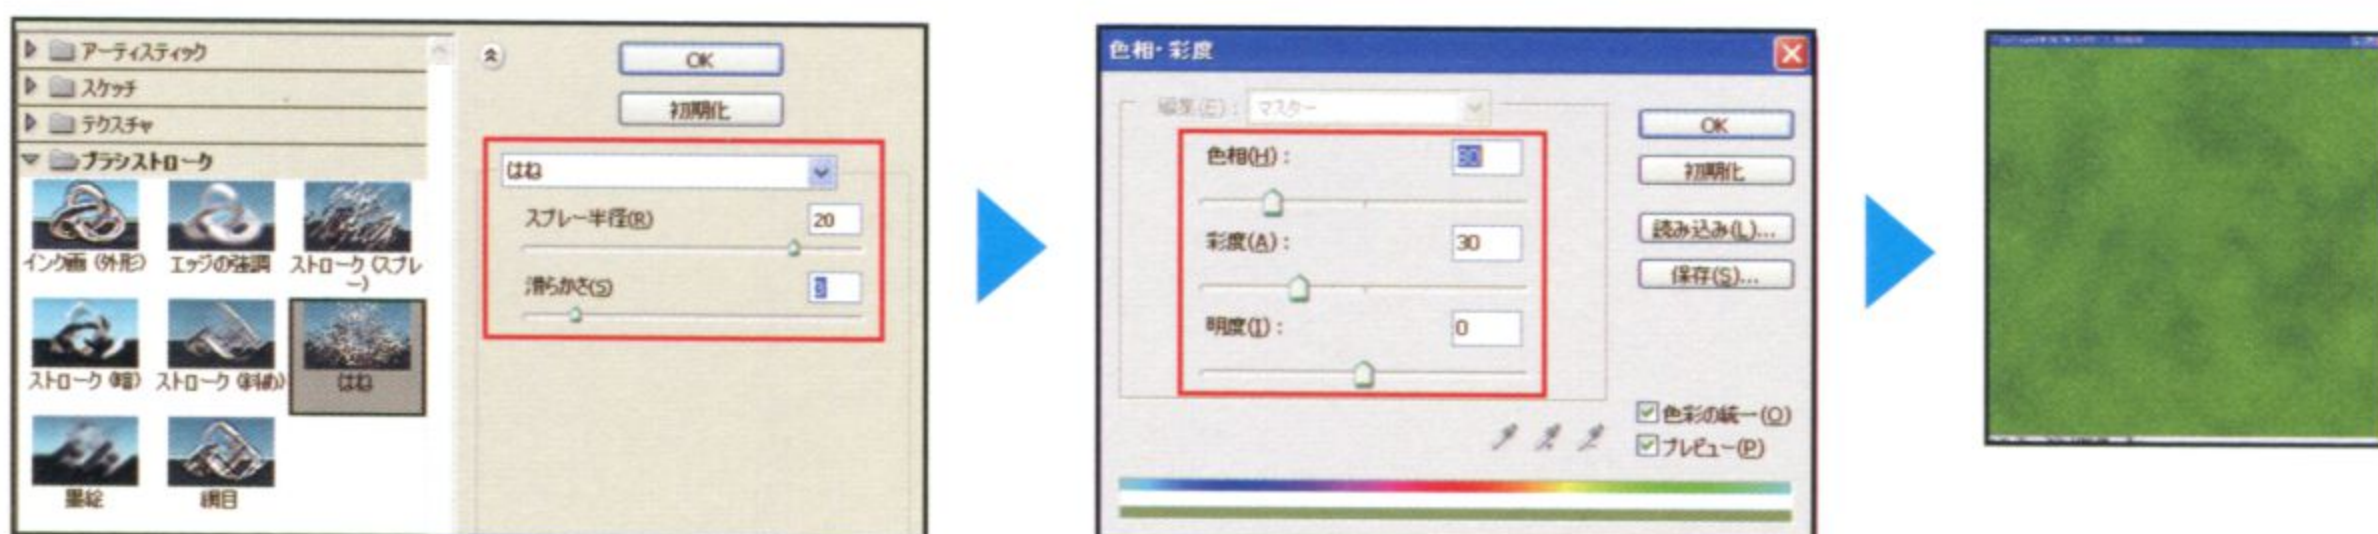 アーティスティック
スケッチ
テクスチャ
ブラシストローク
インク画 (外形)
エッジの強調
ストローク (スプレー)
ストローク (暗)
ストローク (斜め)
はね
墨絵
網目
OK
初期化
はね
スプレー半径(R)
20
滑らかさ(S)
色相・彩度
編集(E):
マスター
色相(H):
80
彩度(A):
30
明度(I):
0
OK
初期化
読み込み(L)...
保存(S)...
色彩の統一(O)
プレビュー(P)